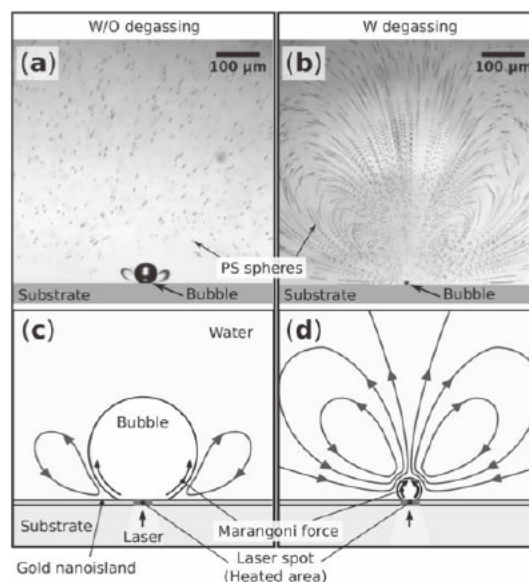 W/O degassing
W degassing
(a)
100 μm
(b)
100 μm
PS spheres
Substrate
Bubble
Substrate
Bubble
(c)
Water
(d)
Bubble
Substrate
Marangoni force
Laser
Laser spot
(Heated area)
Gold nanoisland